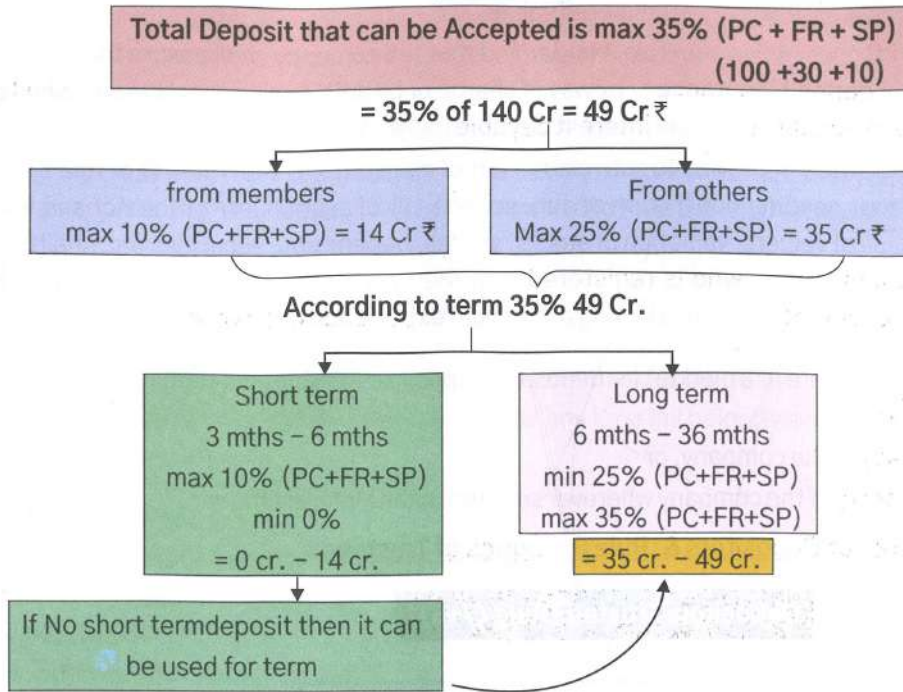 Total Deposit that can be Accepted is max 35% (PC + FR + SP)
(100 +30 +10)
= 35% of 140 Cr = 49 Cr ₹
from members
max 10% (PC+FR+SP) = 14 Cr ₹
From others
Max 25% (PC+FR+SP) = 35 Cr ₹
According to term 35% 49 Cr.
Short term
3 mths – 6 mths
max 10% (PC+FR+SP)
min 0%
= 0 cr. – 14 cr.
Long term
6 mths – 36 mths
min 25% (PC+FR+SP)
max 35% (PC+FR+SP)
= 35 cr. – 49 cr.
If No short termdeposit then it can
be used for term